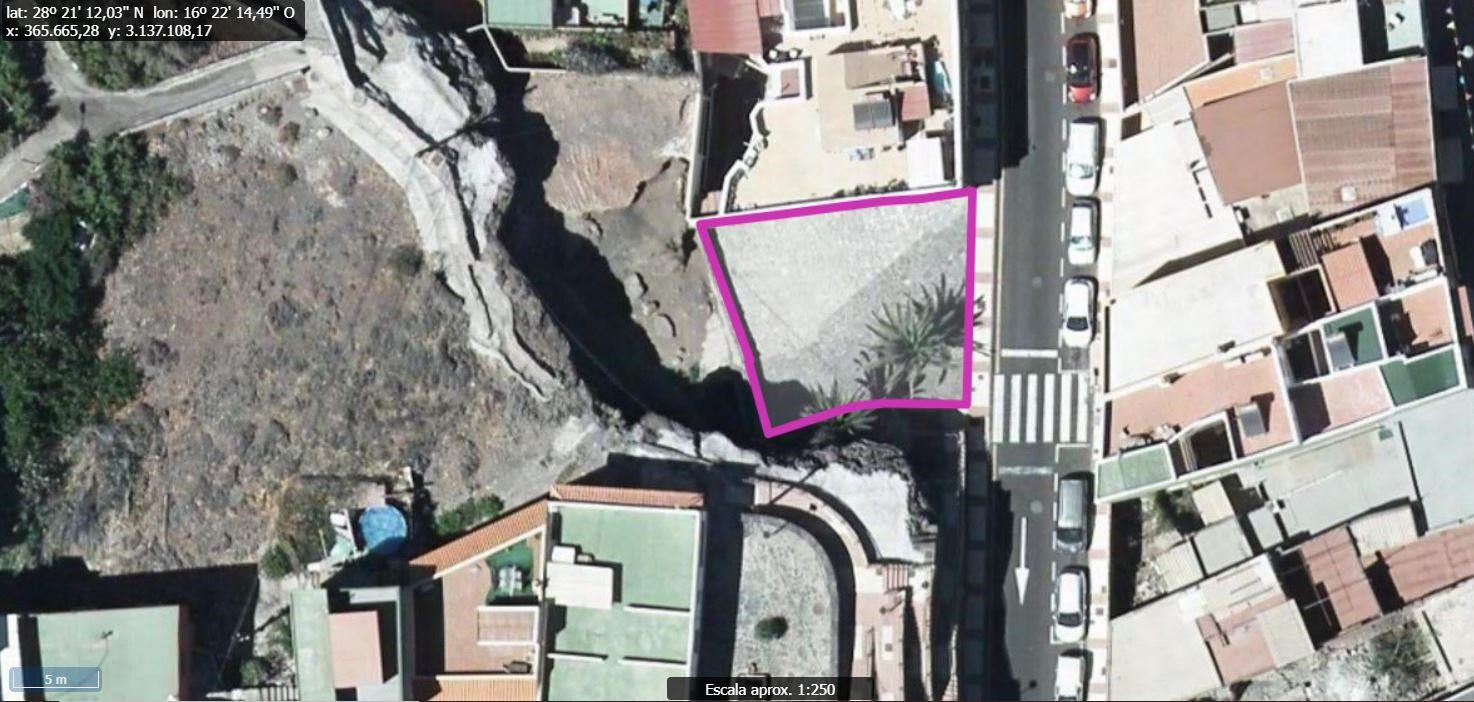 lat: 28º 21' 12,03" N  lon: 16º 22' 14,49" O
x: 365.665,28  y: 3.137.108,17
5 m
Escala aprox. 1:250